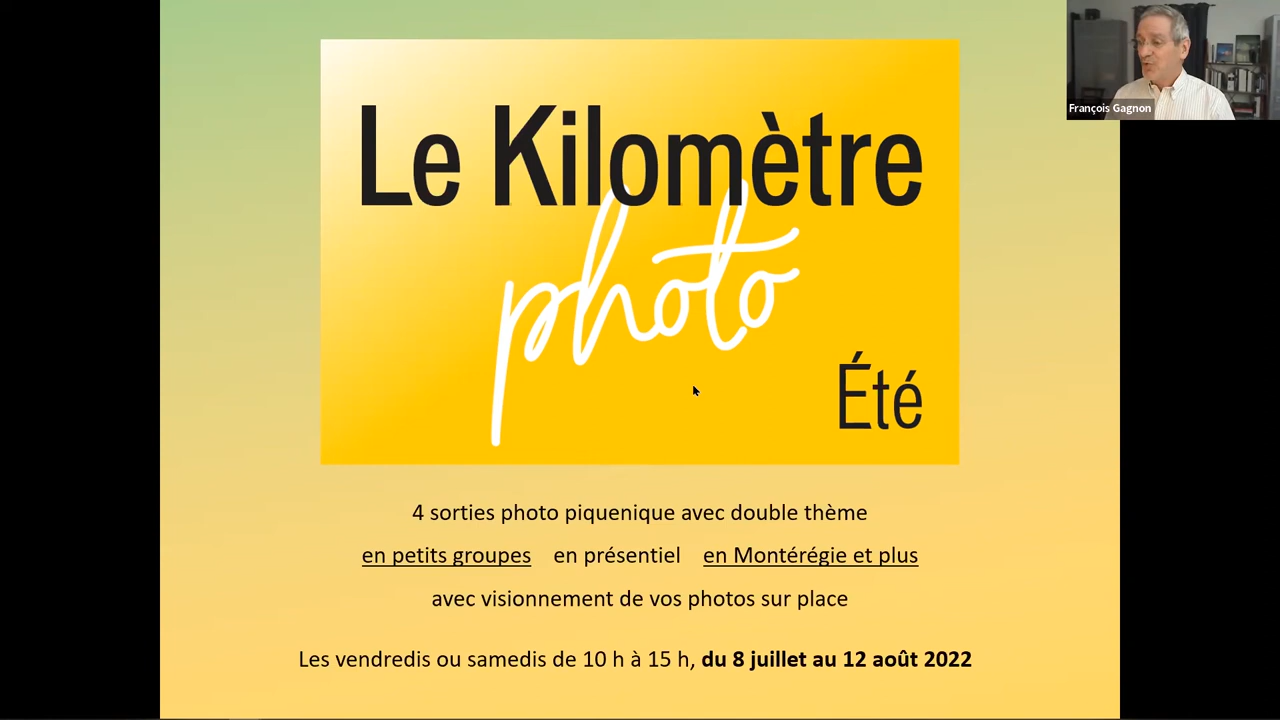 Le Kilomètre
photo
Été
François Gagnon
4 sorties photo piquenique avec double thème
en petits groupes en présentiel en Montérégie et plus
avec visionnement de vos photos sur place
Les vendredis ou samedis de 10 h à 15 h, du 8 juillet au 12 août 2022